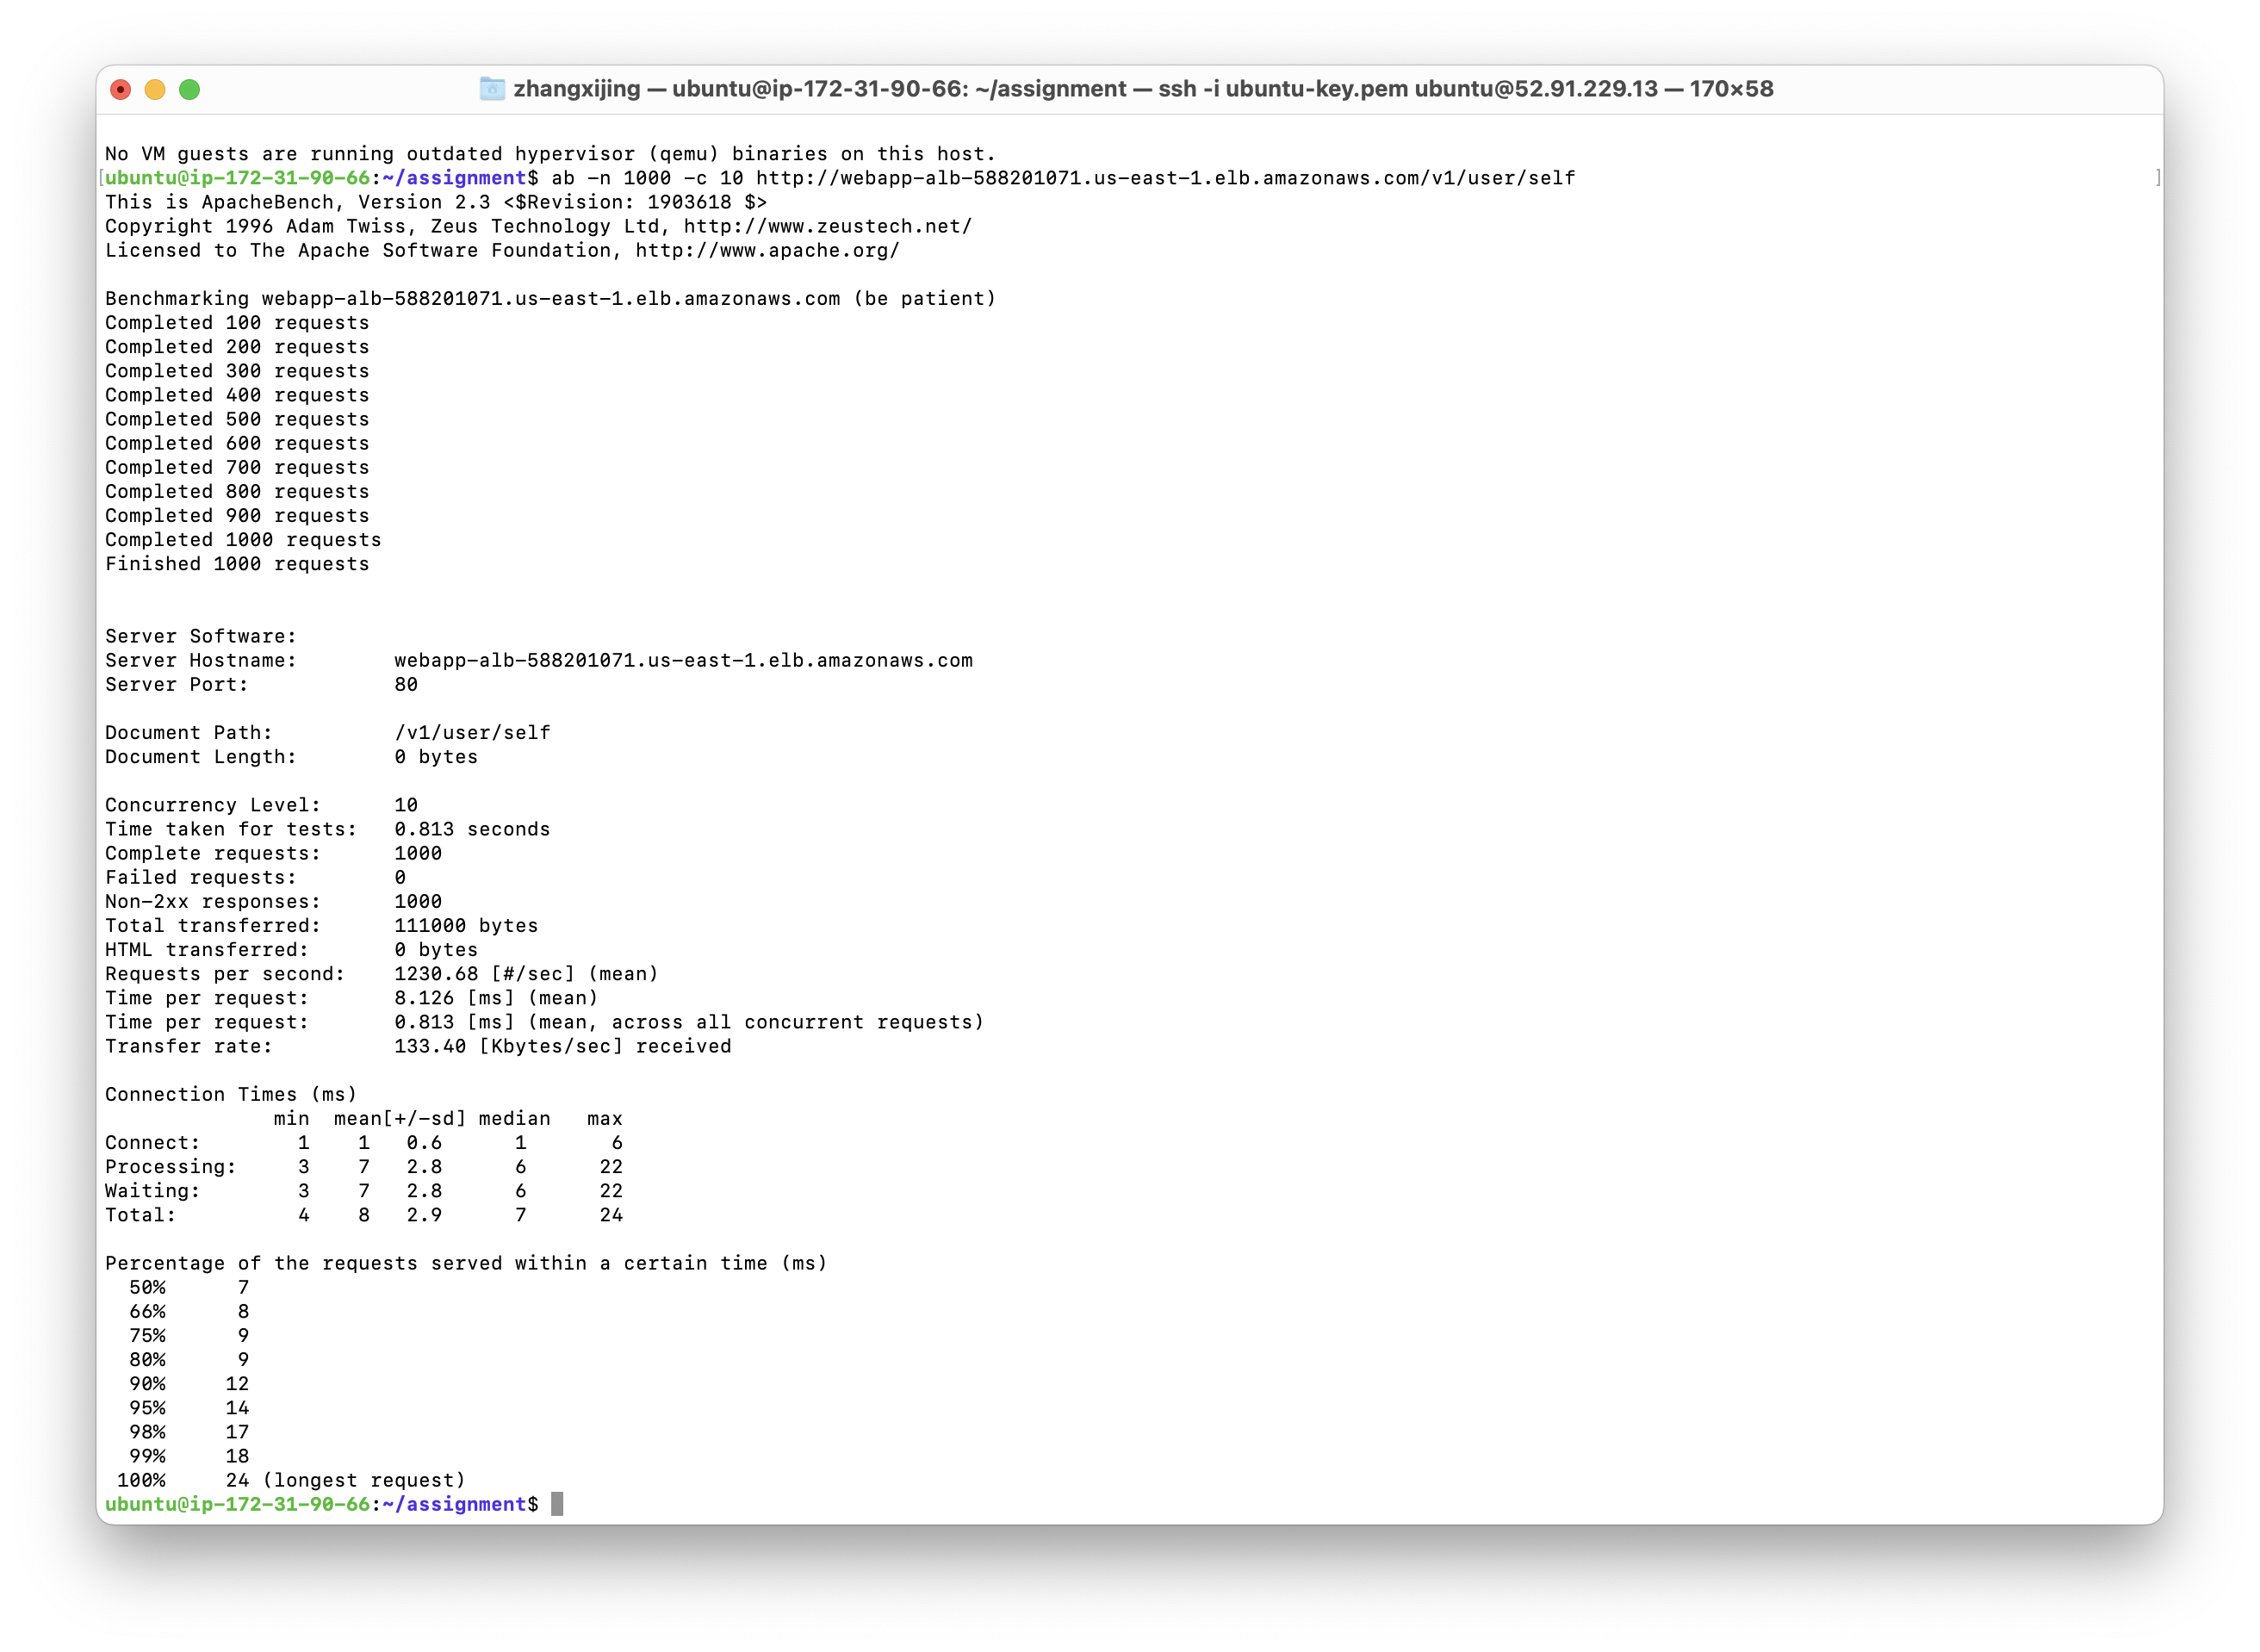 zhangxijing — ubuntu@ip-172-31-90-66: ~/assignment — ssh -i ubuntu-key.pem ubuntu@52.91.229.13 — 170×58
No VM guests are running outdated hypervisor (qemu) binaries on this host.
[ubuntu@ip-172-31-90-66:~/assignment$ ab -n 1000 -c 10 http://webapp-alb-588201071.us-east-1.elb.amazonaws.com/v1/user/self ]
This is ApacheBench, Version 2.3 <$Revision: 1903618 $>
Copyright 1996 Adam Twiss, Zeus Technology Ltd, http://www.zeustech.net/
Licensed to The Apache Software Foundation, http://www.apache.org/

Benchmarking webapp-alb-588201071.us-east-1.elb.amazonaws.com (be patient)
Completed 100 requests
Completed 200 requests
Completed 300 requests
Completed 400 requests
Completed 500 requests
Completed 600 requests
Completed 700 requests
Completed 800 requests
Completed 900 requests
Completed 1000 requests
Finished 1000 requests

Server Software:
Server Hostname:        webapp-alb-588201071.us-east-1.elb.amazonaws.com
Server Port:            80

Document Path:          /v1/user/self
Document Length:        0 bytes

Concurrency Level:      10
Time taken for tests:   0.813 seconds
Complete requests:      1000
Failed requests:        0
Non-2xx responses:      1000
Total transferred:      111000 bytes
HTML transferred:       0 bytes
Requests per second:    1230.68 [#/sec] (mean)
Time per request:       8.126 [ms] (mean)
Time per request:       0.813 [ms] (mean, across all concurrent requests)
Transfer rate:          133.40 [Kbytes/sec] received

Connection Times (ms)
              min  mean[+/-sd] median   max
Connect:        1    1   0.6      1       6
Processing:     3    7   2.8      6      22
Waiting:        3    7   2.8      6      22
Total:          4    8   2.9      7      24

Percentage of the requests served within a certain time (ms)
  50%      7
  66%      8
  75%      9
  80%      9
  90%     12
  95%     14
  98%     17
  99%     18
 100%     24 (longest request)
ubuntu@ip-172-31-90-66:~/assignment$